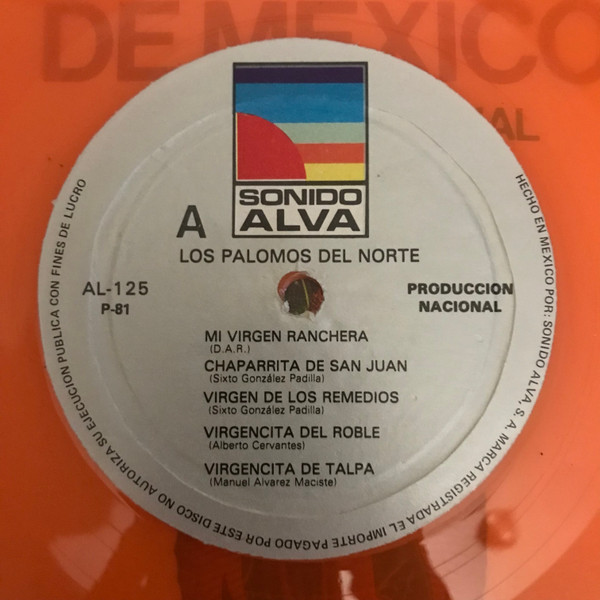 DE MEXICO
SONIDO
ALVA
A
LOS PALOMOS DEL NORTE
AL-125
P-81
PRODUCCION
NACIONAL
MI VIRGEN RANCHERA
(D.A.R.)
CHAPARRITA DE SAN JUAN
(Sixto González Padilla)
VIRGEN DE LOS REMEDIOS
(Sixto González Padilla)
VIRGENCITA DEL ROBLE
(Alberto Cervantes)
VIRGENCITA DE TALPA
(Manuel Alvarez Maciste)
HECHO EN MEXICO POR: SONIDO ALVA, S. A. MARCA REGISTRADA EL IMPORTE PAGADO POR ESTE DISCO NO AUTORIZA SU EJECUCION PUBLICA CON FINES DE LUCRO